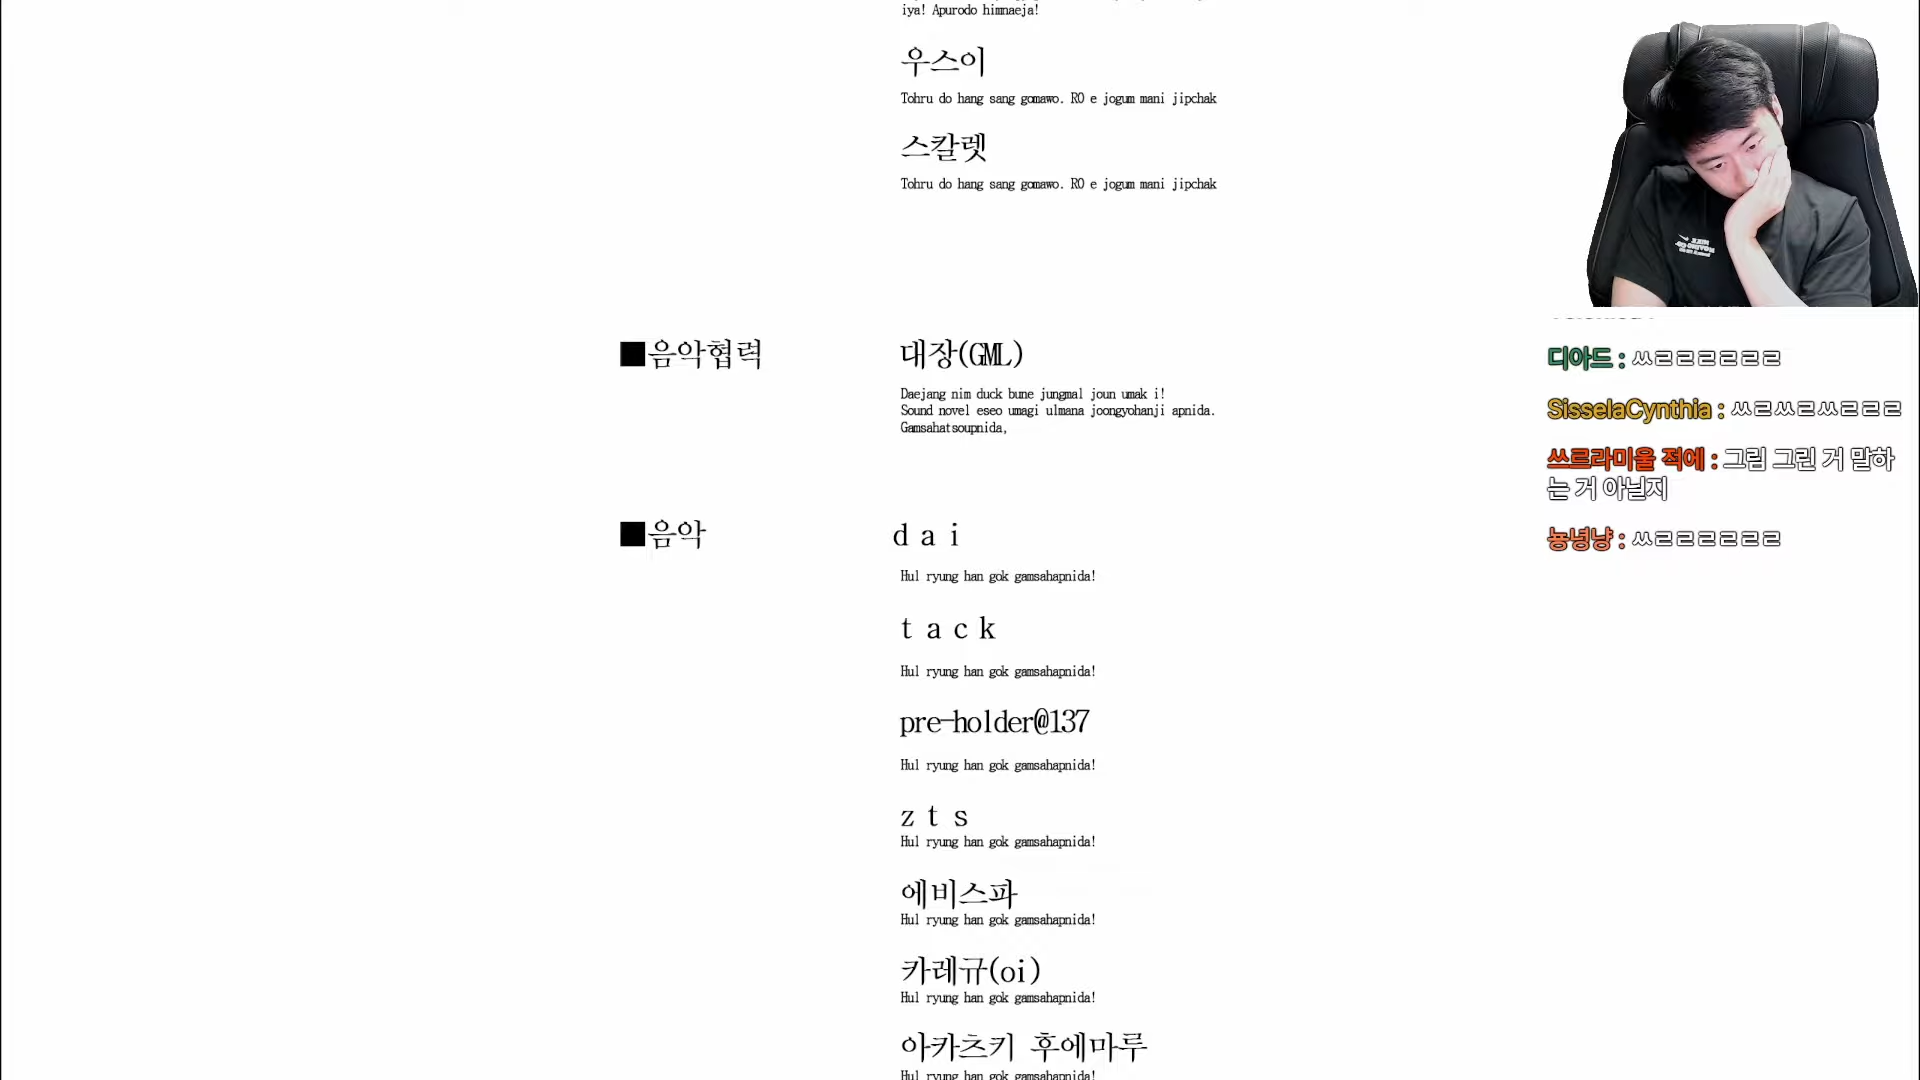 iya! Apurodo himnaeja!
우스이
Tohru do hang sang gomawo. RO e jogum mani jipchak
스칼렛
Tohru do hang sang gomawo. RO e jogum mani jipchak
■음악협력
대장(GML)
Daejang nim duck bune jungmal joun umak i!
Sound novel eseo umagi ulmana joongyohanji apnida.
Gamsahatsoupnida,
■음악
dai
Hul ryung han gok gamsahapnida!
tack
Hul ryung han gok gamsahapnida!
pre-holder@137
Hul ryung han gok gamsahapnida!
zts
Hul ryung han gok gamsahapnida!
에비스파
Hul ryung han gok gamsahapnida!
카레규(oi)
Hul ryung han gok gamsahapnida!
아카츠키 후에마루
Hul ryung han gok gamsahapnida!
디야드 : ㅆㄹㄹㄹㄹㄹㄹ
SisselaCynthia : ㅆㄹㅆㄹㅆㄹㄹㄹ
쓰르라미울 적에 : 그림 그린 거 말하
는 거 아닐지
뇽녕냥 : ㅆㄹㄹㄹㄹㄹㄹ